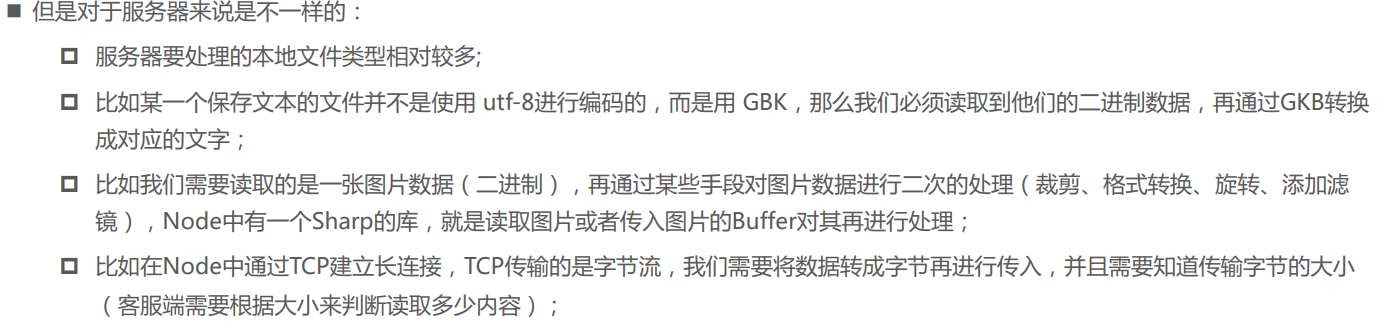 但是对于服务器来说是不一样的：
服务器要处理的本地文件类型相对较多;
比如某一个保存文本的文件并不是使用 utf-8进行编码的，而是用 GBK，那么我们必须读取到他们的二进制数据，再通过GKB转换
成对应的文字；
比如我们需要读取的是一张图片数据（二进制），再通过某些手段对图片数据进行二次的处理（裁剪、格式转换、旋转、添加滤
镜），Node中有一个Sharp的库，就是读取图片或者传入图片的Buffer对其再进行处理；
比如在Node中通过TCP建立长连接，TCP传输的是字节流，我们需要将数据转成字节再进行传入，并且需要知道传输字节的大小
（客服端需要根据大小来判断读取多少内容）；